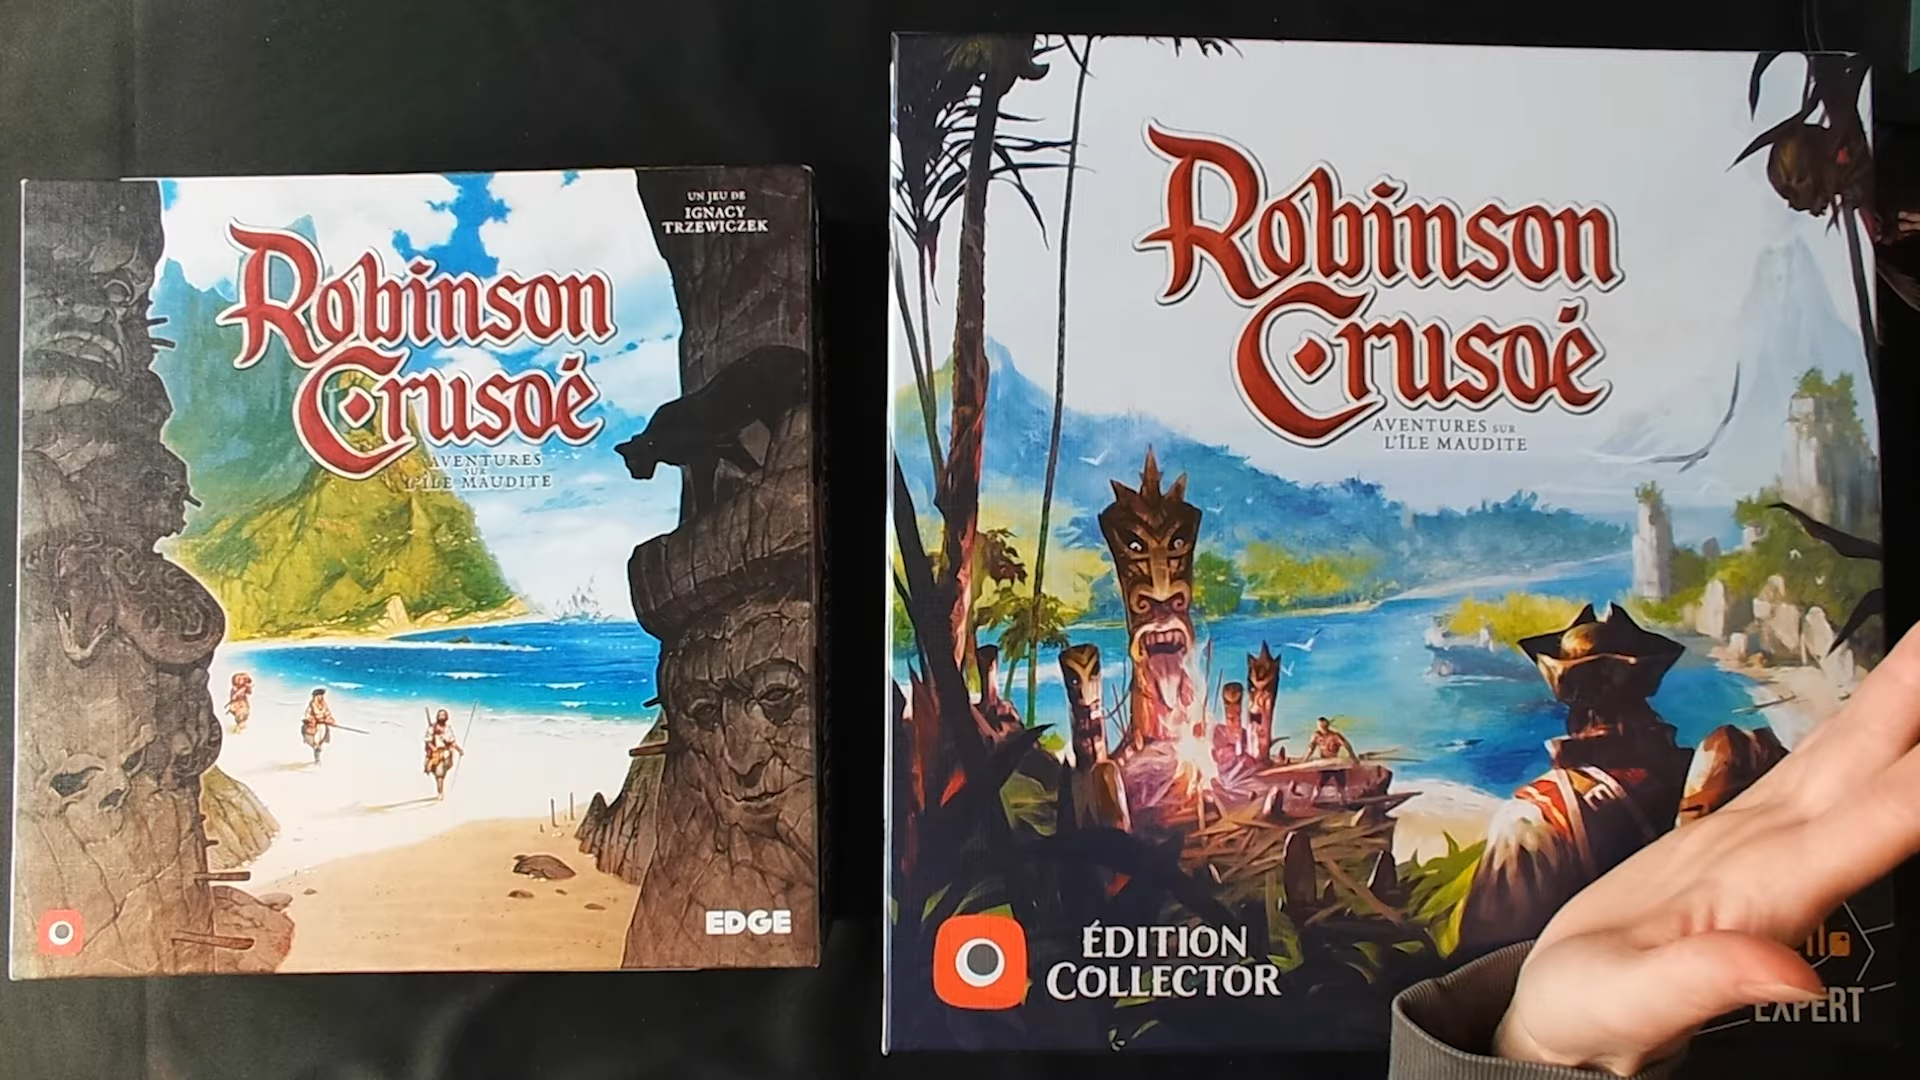 UN JEU DE
IGNACY
TRZEWICZEK
Robinson
Crusoé
AVENTURES
SUR
L'ÎLE MAUDITE
EDGE
Robinson
Crusoé
AVENTURES SUR
L'ÎLE MAUDITE
ÉDITION
COLLECTOR
EXPERT